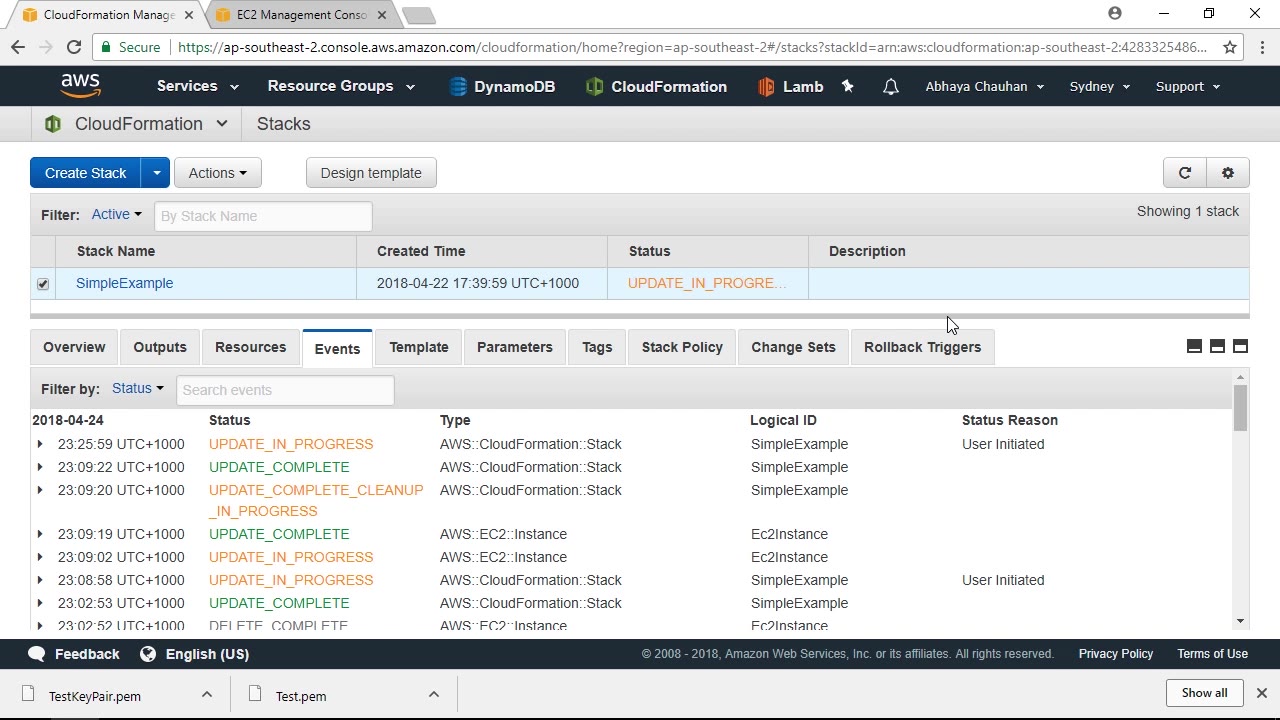 CloudFormation Manage
EC2 Management Conso
Secure https://ap-southeast-2.console.aws.amazon.com/cloudformation/home?region=ap-southeast-2#/stacks?stackId=arn:aws:cloudformation:ap-southeast-2:4283325486...
aws Services Resource Groups DynamoDB CloudFormation Lamb Abhaya Chauhan Sydney Support
CloudFormation Stacks
Create Stack Actions Design template
Filter: Active By Stack Name Showing 1 stack
Stack Name Created Time Status Description
SimpleExample 2018-04-22 17:39:59 UTC+1000 UPDATE_IN_PROGRE...
Overview Outputs Resources Events Template Parameters Tags Stack Policy Change Sets Rollback Triggers
Filter by: Status Search events
2018-04-24 Status Type Logical ID Status Reason
23:25:59 UTC+1000 UPDATE_IN_PROGRESS AWS::CloudFormation::Stack SimpleExample User Initiated
23:09:22 UTC+1000 UPDATE_COMPLETE AWS::CloudFormation::Stack SimpleExample
23:09:20 UTC+1000 UPDATE_COMPLETE_CLEANUP AWS::CloudFormation::Stack SimpleExample
_IN_PROGRESS
23:09:19 UTC+1000 UPDATE_COMPLETE AWS::EC2::Instance Ec2Instance
23:09:02 UTC+1000 UPDATE_IN_PROGRESS AWS::EC2::Instance Ec2Instance
23:08:58 UTC+1000 UPDATE_IN_PROGRESS AWS::CloudFormation::Stack SimpleExample User Initiated
23:02:53 UTC+1000 UPDATE_COMPLETE AWS::CloudFormation::Stack SimpleExample
23:02:52 UTC+1000 DELETE_COMPLETE AWS::EC2::Instance Ec2Instance
Feedback English (US) © 2008 - 2018, Amazon Web Services, Inc. or its affiliates. All rights reserved. Privacy Policy Terms of Use
TestKeyPair.pem Test.pem Show all